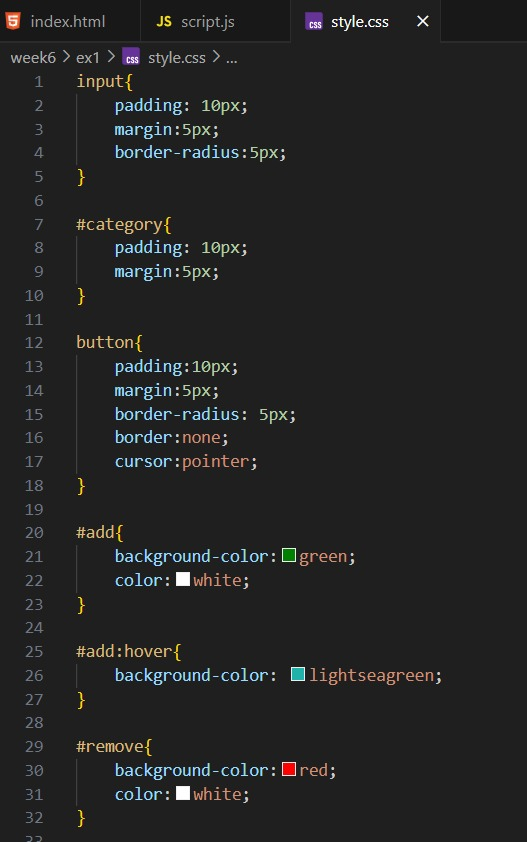 index.html JS script.js CSS style.css ×
week6 > ex1 > CSS style.css > ...
1 input{
2 padding: 10px;
3 margin:5px;
4 border-radius:5px;
5 }
6
7 #category{
8 padding: 10px;
9 margin:5px;
10 }
11
12 button{
13 padding:10px;
14 margin:5px;
15 border-radius: 5px;
16 border:none;
17 cursor:pointer;
18 }
19
20 #add{
21 background-color:green;
22 color:white;
23 }
24
25 #add:hover{
26 background-color: lightseagreen;
27 }
28
29 #remove{
30 background-color:red;
31 color:white;
32 }
33